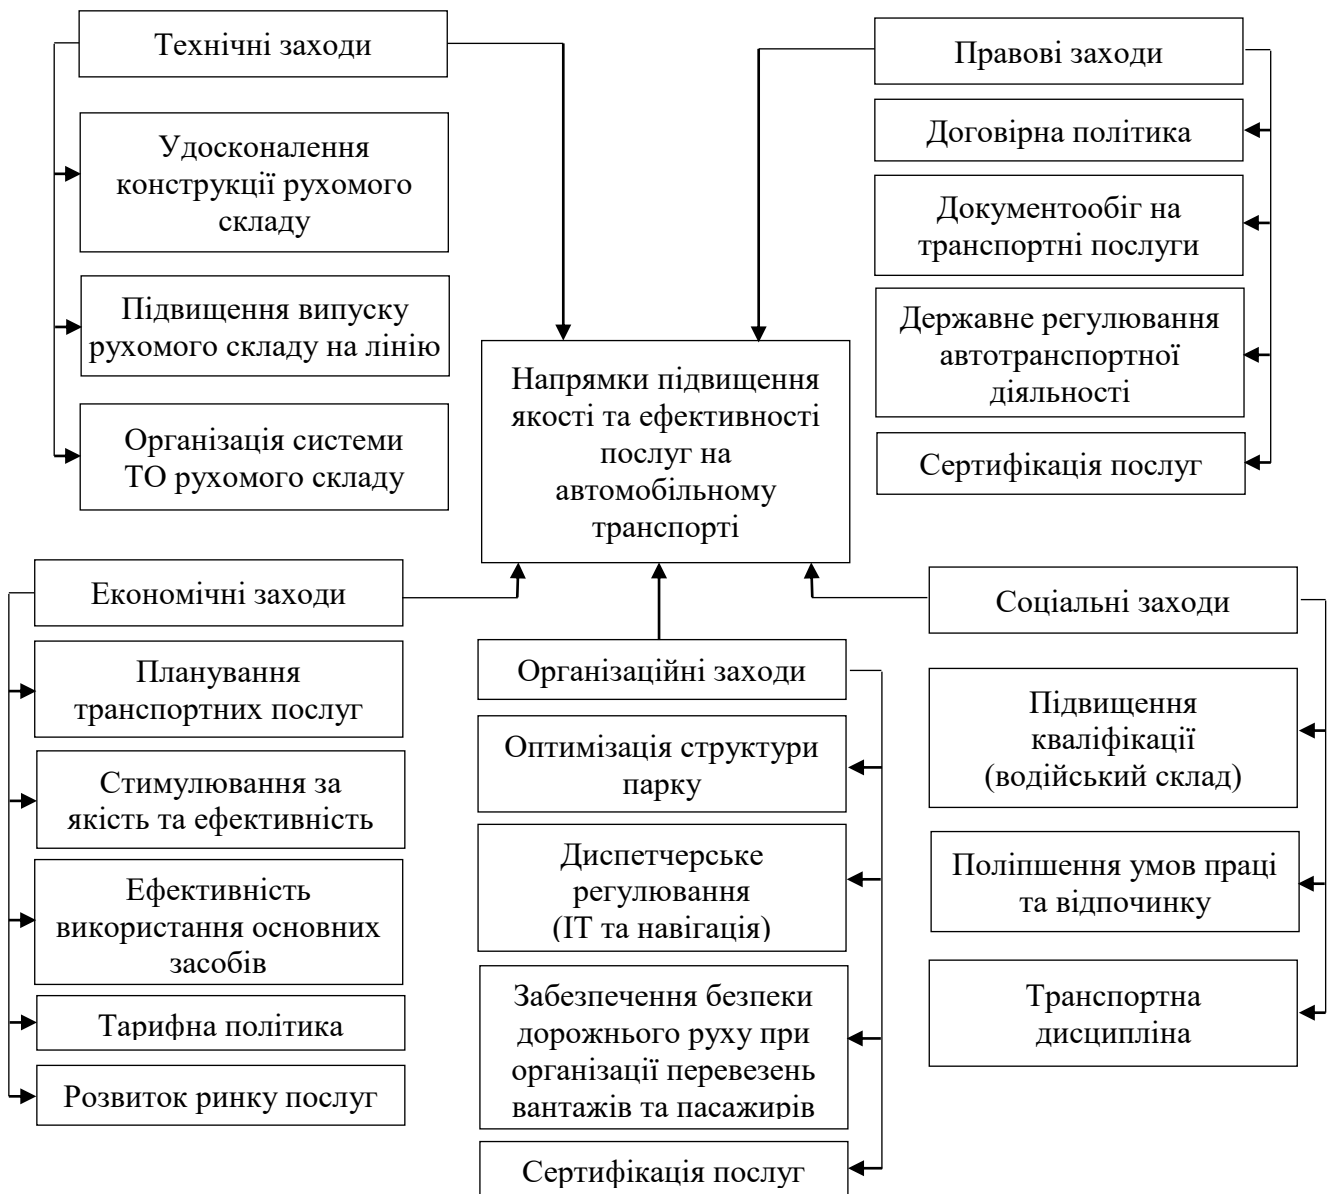 Технічні заходи
Удосконалення
конструкції рухомого
складу
Підвищення випуску
рухомого складу на лінію
Організація системи
ТО рухомого складу
Правові заходи
Договірна політика
Документообіг на
транспортні послуги
Державне регулювання
автотранспортної
діяльності
Сертифікація послуг
Напрямки підвищення
якості та ефективності
послуг на
автомобільному
транспорті
Економічні заходи
Планування
транспортних послуг
Стимулювання за
якість та ефективність
Ефективність
використання основних
засобів
Тарифна політика
Розвиток ринку послуг
Організаційні заходи
Оптимізація структури
парку
Диспетчерське
регулювання
(ІТ та навігація)
Забезпечення безпеки
дорожнього руху при
організації перевезень
вантажів та пасажирів
Сертифікація послуг
Соціальні заходи
Підвищення
кваліфікації
(водійський склад)
Поліпшення умов праці
та відпочинку
Транспортна
дисципліна